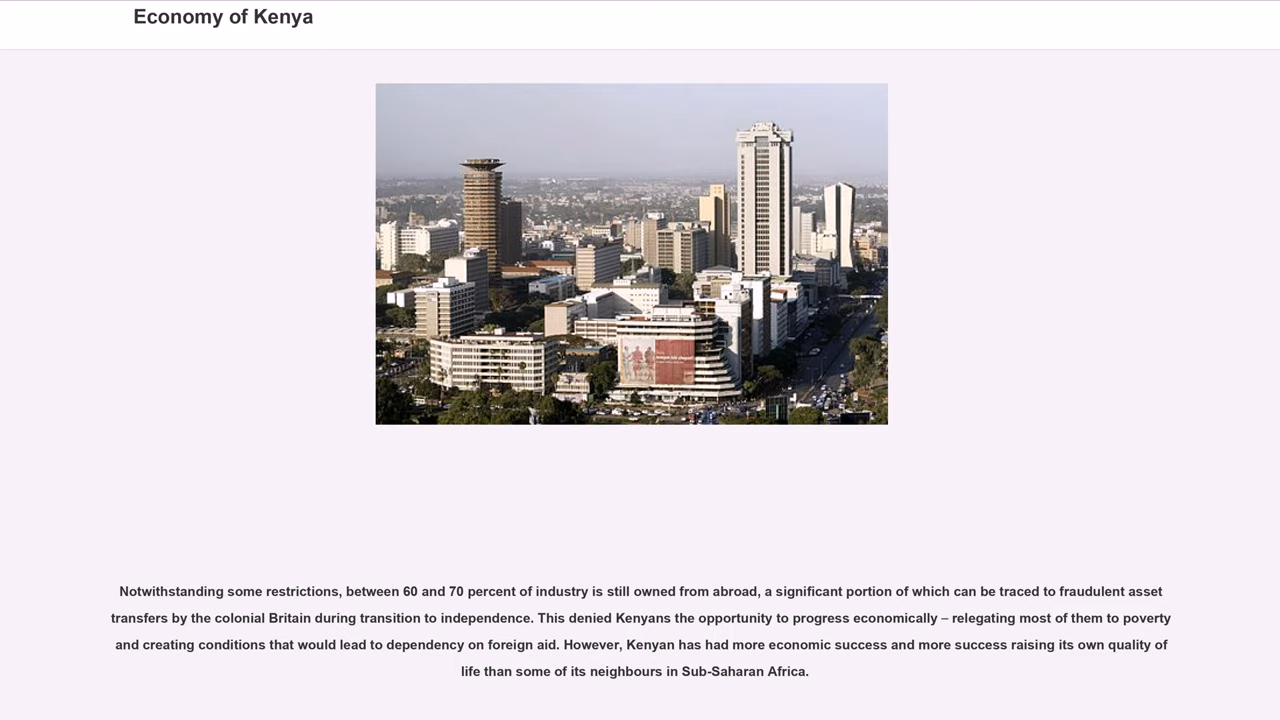 Economy of Kenya
Notwithstanding some restrictions, between 60 and 70 percent of industry is still owned from abroad, a significant portion of which can be traced to fraudulent asset
transfers by the colonial Britain during transition to independence. This denied Kenyans the opportunity to progress economically – relegating most of them to poverty
and creating conditions that would lead to dependency on foreign aid. However, Kenyan has had more economic success and more success raising its own quality of
life than some of its neighbours in Sub-Saharan Africa.